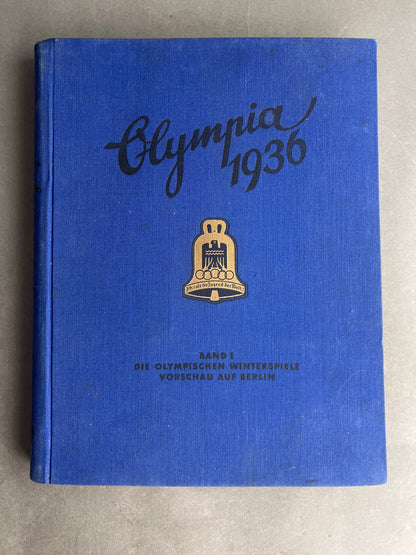 Olympia
1936
Ich rufe die Jugend der Welt
BAND I
DIE OLYMPISCHEN WINTERSPIELE
VORSCHAU AUF BERLIN